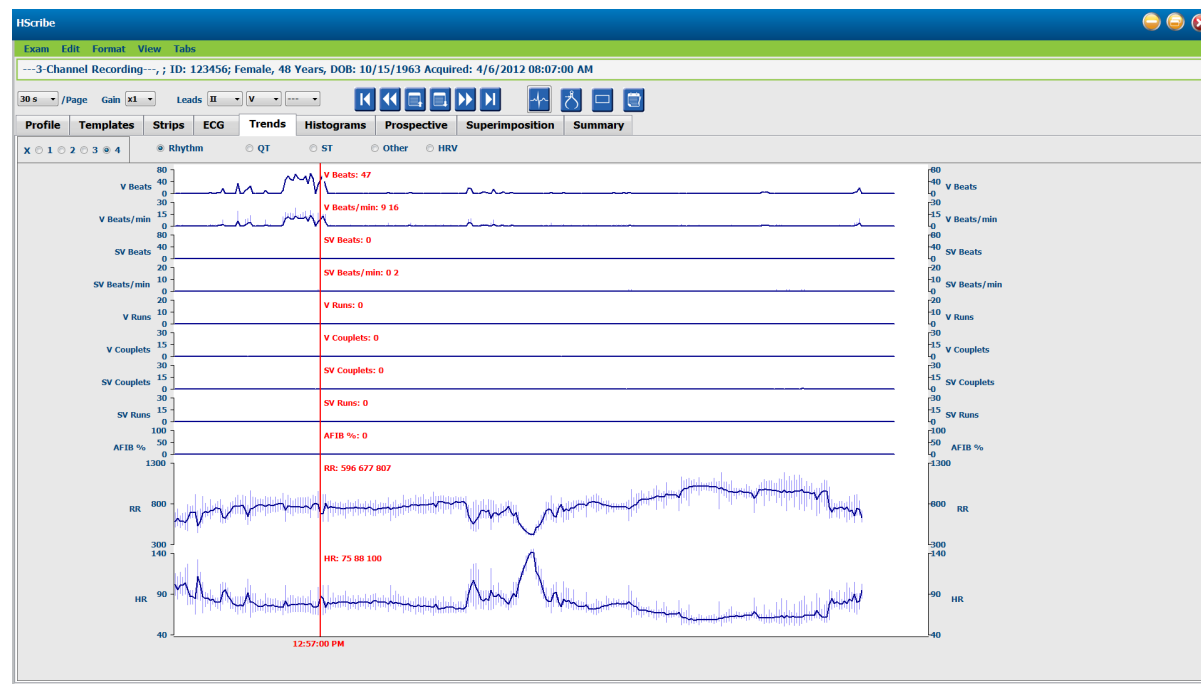 HScribe
Exam Edit Format View Tabs
---3-Channel Recording---, ; ID: 123456; Female, 48 Years, DOB: 10/15/1963 Acquired: 4/6/2012 08:07:00 AM
30 s /Page Gain x1 Leads II V ---
Profile Templates Strips ECG Trends Histograms Prospective Superimposition Summary
X 1 2 3 4 Rhythm QT ST Other HRV
80 80
V Beats 40 V Beats: 47 40 V Beats
0 0
30 30
V Beats/min 15 V Beats/min: 9 16 15 V Beats/min
0 0
80 80
SV Beats 40 SV Beats: 0 40 SV Beats
0 0
20 20
SV Beats/min 10 SV Beats/min: 0 2 10 SV Beats/min
0 0
20 20
V Runs 10 V Runs: 0 10 V Runs
0 0
30 30
V Couplets 15 V Couplets: 0 15 V Couplets
0 0
30 30
SV Couplets 15 SV Couplets: 0 15 SV Couplets
0 0
30 30
SV Runs 15 SV Runs: 0 15 SV Runs
0 0
100 100
AFIB % 50 AFIB %: 0 50 AFIB %
0 0
1300 RR: 596 677 807 1300
RR 800 800 RR
300 300
140 HR: 75 88 100 140
HR 90 90 HR
40 40
12:57:00 PM